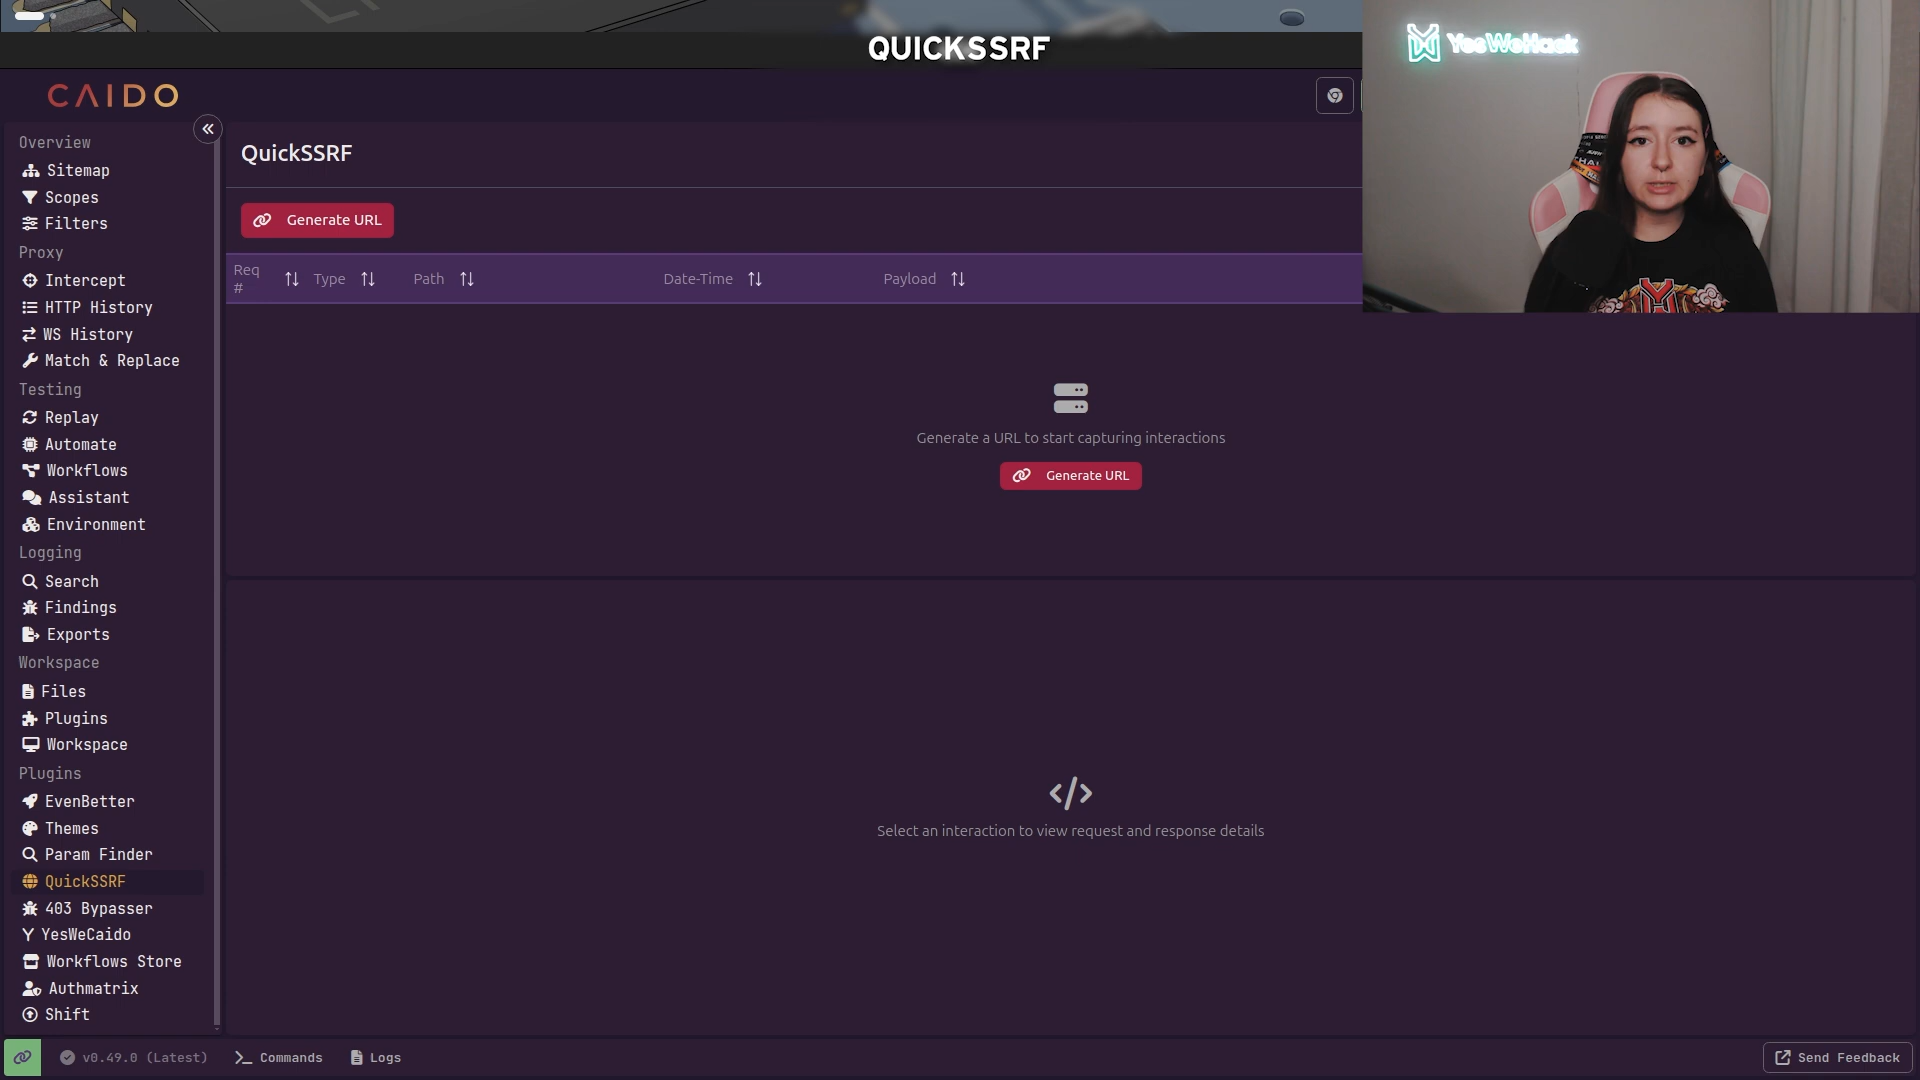 QUICKSSRF
YesWeHack
CAIDO
Overview
Sitemap
Scopes
Filters
Proxy
Intercept
HTTP History
WS History
Match & Replace
Testing
Replay
Automate
Workflows
Assistant
Environment
Logging
Search
Findings
Exports
Workspace
Files
Plugins
Workspace
Plugins
EvenBetter
Themes
Param Finder
QuickSSRF
403 Bypasser
YesWeCaido
Workflows Store
Authmatrix
Shift
QuickSSRF
Generate URL
Req # Type Path Date-Time Payload
Generate a URL to start capturing interactions
Generate URL
Select an interaction to view request and response details
v0.49.0 (Latest) Commands Logs Send Feedback